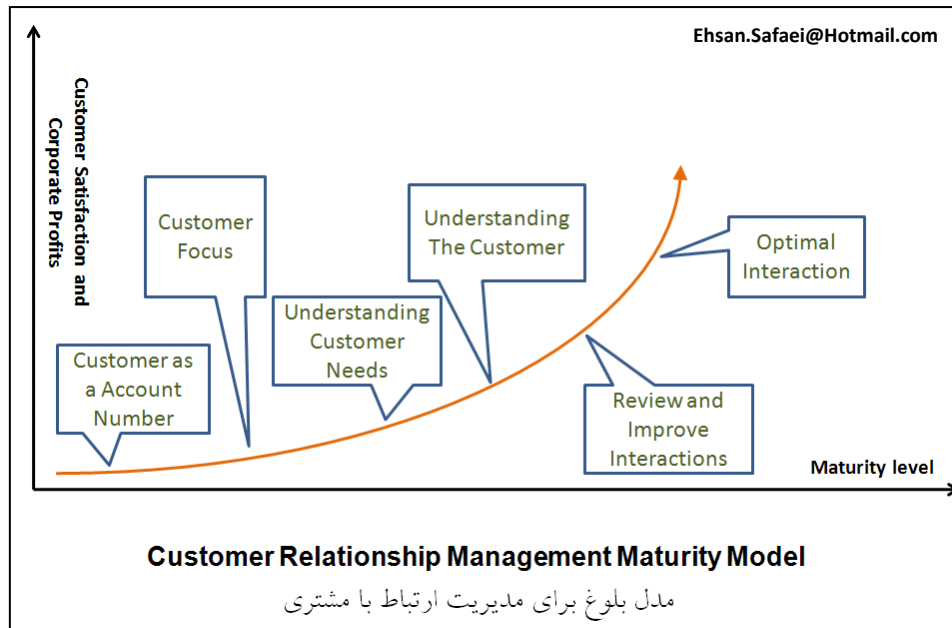 Ehsan.Safaei@Hotmail.com
Customer Satisfaction and
Corporate Profits
Customer
Focus
Understanding
The Customer
Optimal
Interaction
Understanding
Customer
Needs
Customer as
a Account
Number
Review and
Improve
Interactions
Maturity level
Customer Relationship Management Maturity Model
مدل بلوغ برای مدیریت ارتباط با مشتری